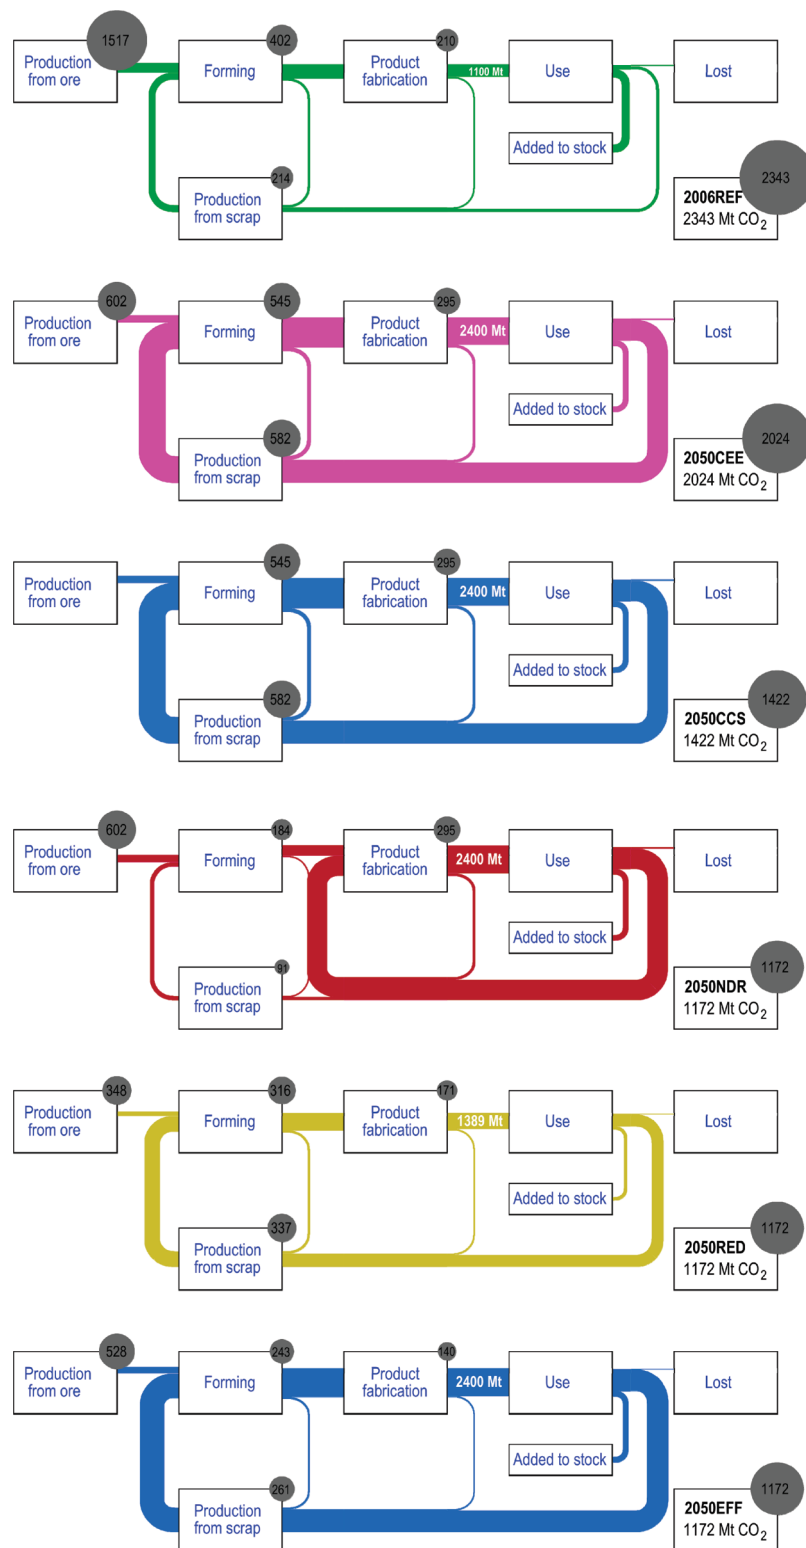 1517
402
210
Production
from ore
Forming
Product
fabrication
1100 Mt
Use
Lost
Added to stock
214
Production
from scrap
2343
2006REF
2343 Mt CO2
602
545
295
Production
from ore
Forming
Product
fabrication
2400 Mt
Use
Lost
Added to stock
582
Production
from scrap
2024
2050CEE
2024 Mt CO2
545
295
Production
from ore
Forming
Product
fabrication
2400 Mt
Use
Lost
Added to stock
582
Production
from scrap
1422
2050CCS
1422 Mt CO2
602
184
295
Production
from ore
Forming
Product
fabrication
2400 Mt
Use
Lost
Added to stock
91
Production
from scrap
1172
2050NDR
1172 Mt CO2
348
316
171
Production
from ore
Forming
Product
fabrication
1389 Mt
Use
Lost
Added to stock
337
Production
from scrap
1172
2050RED
1172 Mt CO2
528
243
140
Production
from ore
Forming
Product
fabrication
2400 Mt
Use
Lost
Added to stock
261
Production
from scrap
1172
2050EFF
1172 Mt CO2